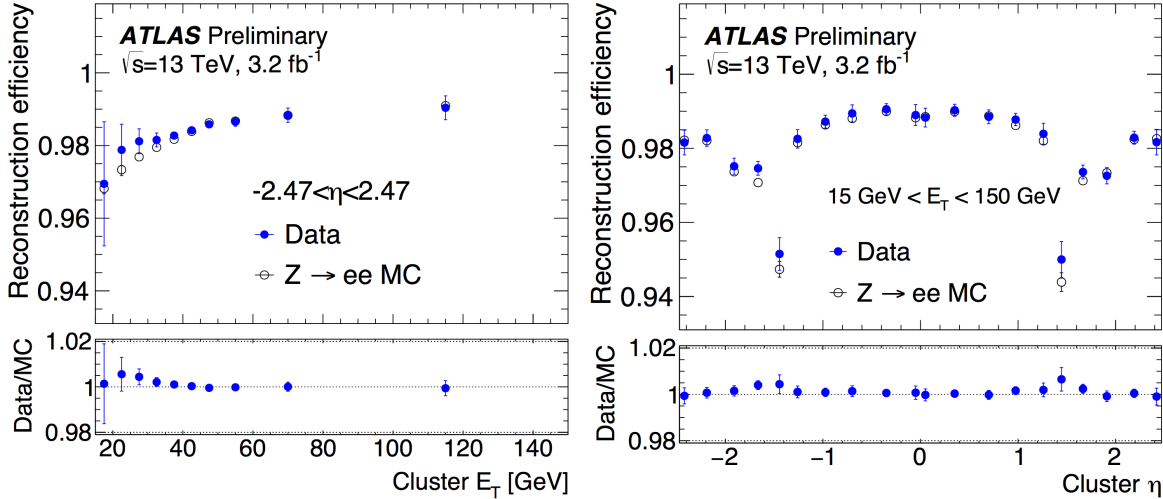 Reconstruction efficiency
ATLAS Preliminary
√s=13 TeV, 3.2 fb⁻¹
1
0.98
0.96
0.94
-2.47<η<2.47
Data
Z → ee MC
Data/MC
1.02
1
0.98
20 40 60 80 100 120 140
Cluster E_T [GeV]
Reconstruction efficiency
ATLAS Preliminary
√s=13 TeV, 3.2 fb⁻¹
1
0.98
0.96
0.94
15 GeV < E_T < 150 GeV
Data
Z → ee MC
Data/MC
1.02
1
0.98
−2 −1 0 1 2
Cluster η